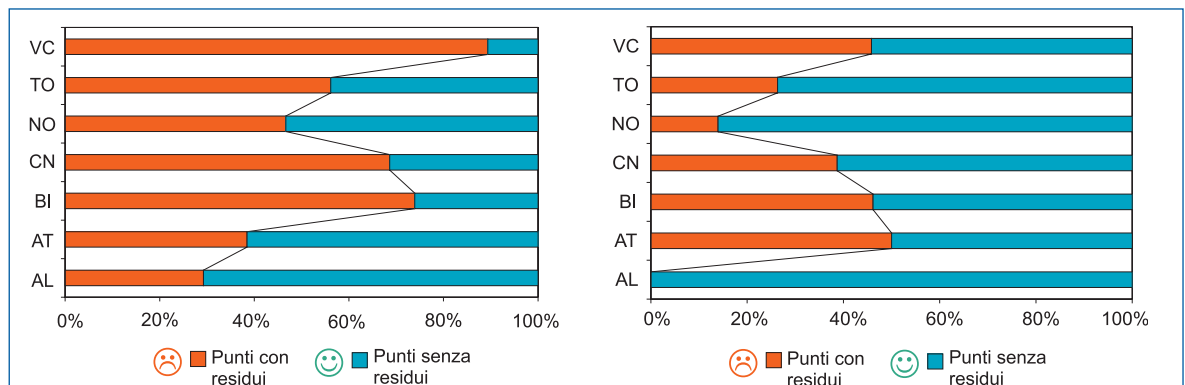 VC
TO
NO
CN
BI
AT
AL
0% 20% 40% 60% 80% 100%
Punti con
residui
Punti senza
residui
VC
TO
NO
CN
BI
AT
AL
0% 20% 40% 60% 80% 100%
Punti con
residui
Punti senza
residui